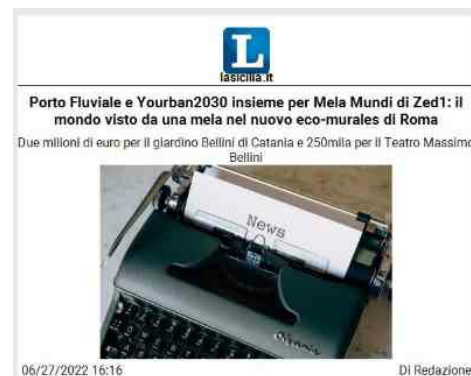 L
lasicilia.it
Porto Fluviale e Yourban2030 insieme per Mela Mundi di Zed1: il
mondo visto da una mela nel nuovo eco-murales di Roma
Due milioni di euro per il giardino Bellini di Catania e 250mila per il Teatro Massimo
Bellini
News
Olympia
06/27/2022 16:16
Di Redazione